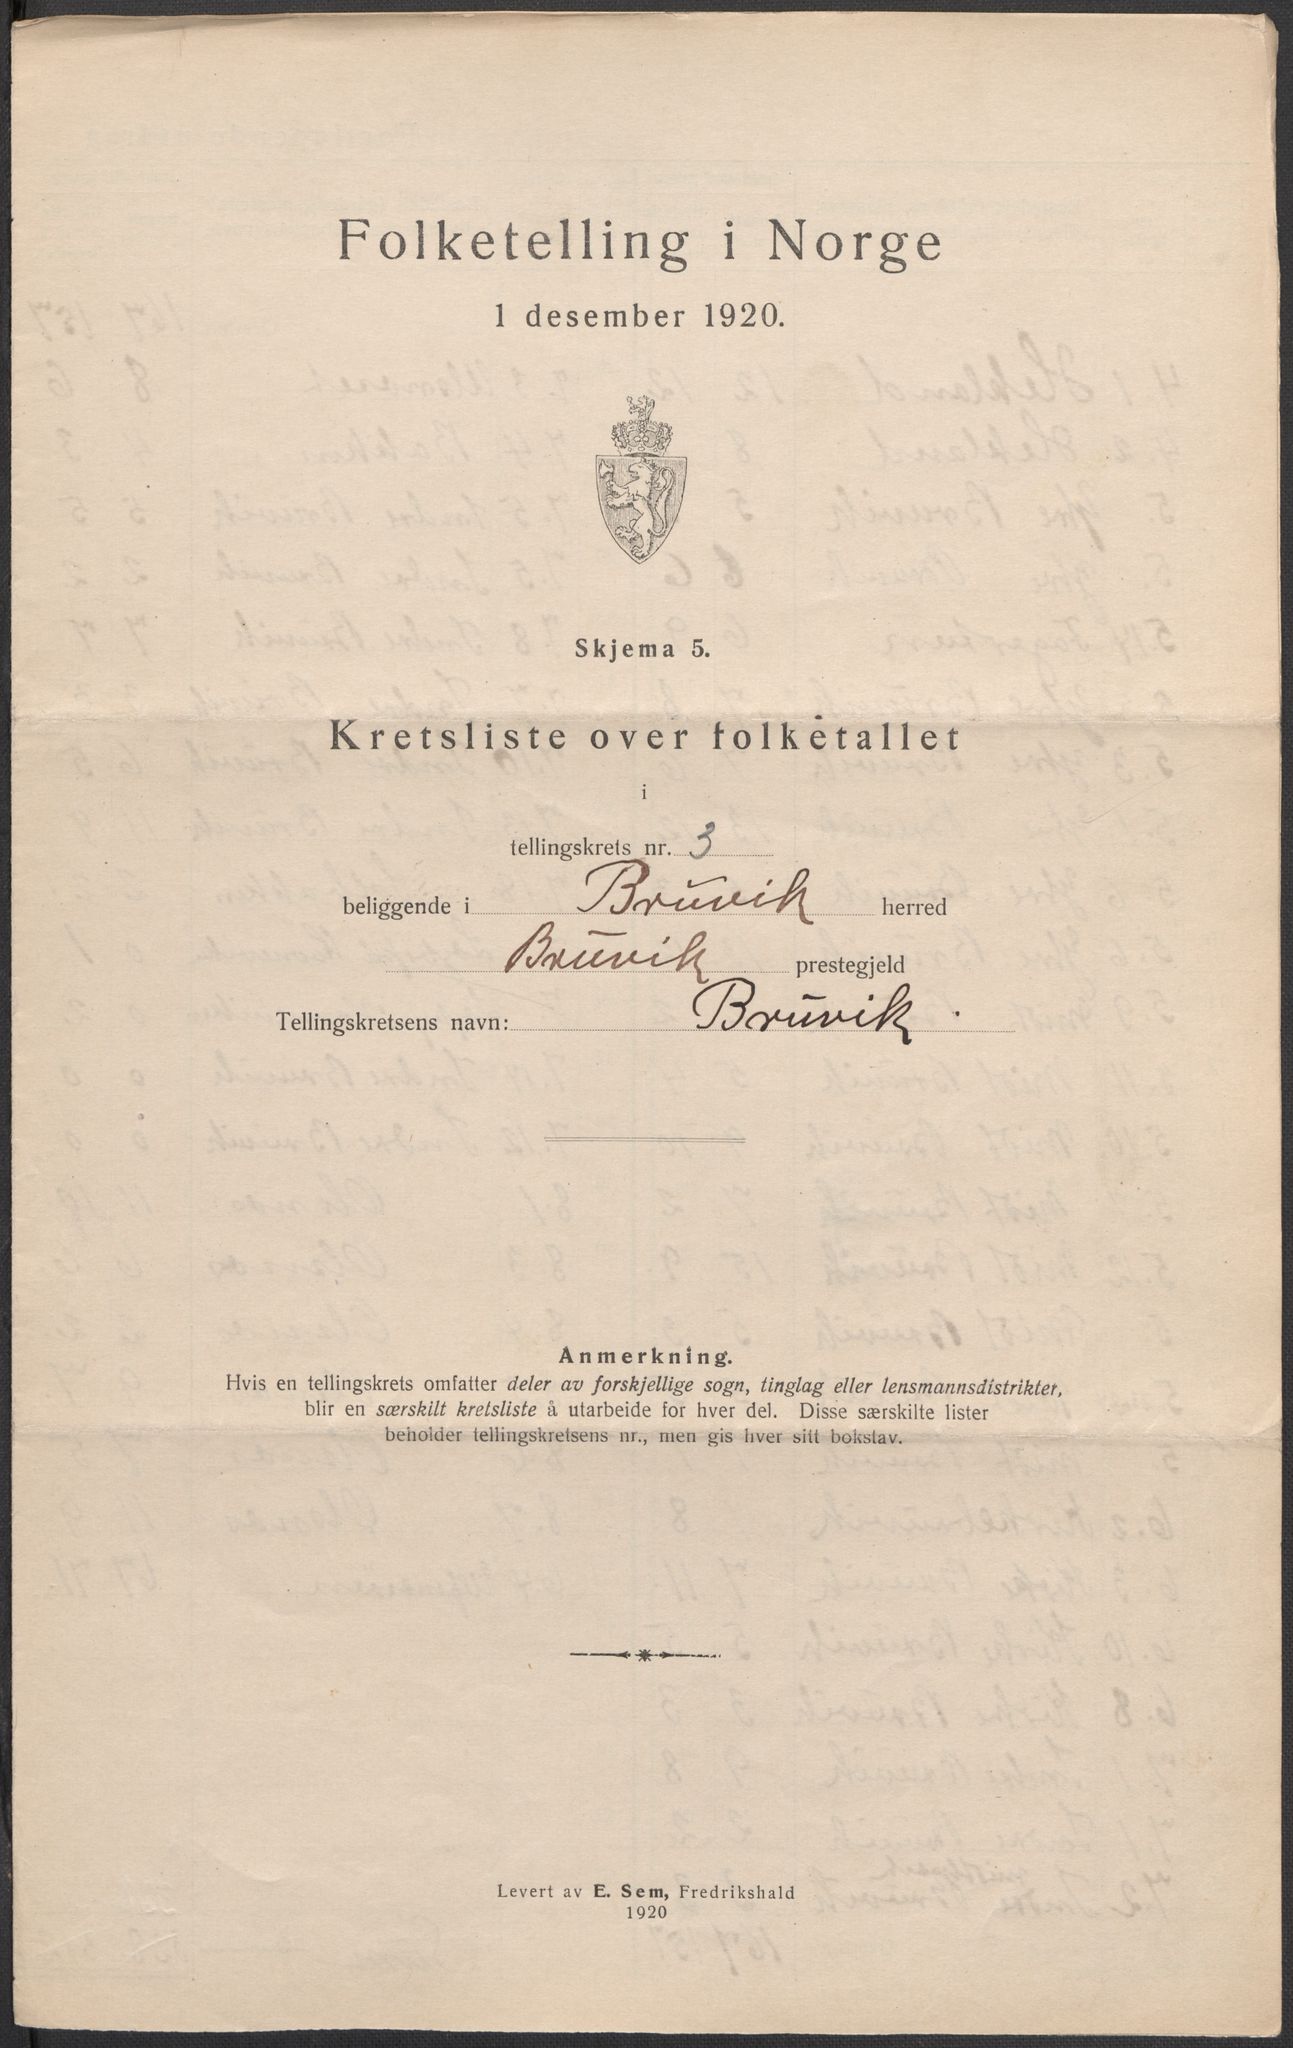 Folketelling i Norge
1 desember 1920.
Skjema 5.
Kretsliste over folketallet
i
tellingskrets nr. 3
beliggende i Bruvik herred
Bruvik prestegjeld
Tellingskretsens navn: Bruvik.
Anmerkning.
Hvis en tellingskrets omfatter deler av forskjellige sogn, tinglag eller lensmannsdistrikter,
blir en særskilt kretsliste å utarbeide for hver del. Disse særskilte lister
beholder tellingskretsens nr., men gis hver sitt bokstav.
Levert av E. Sem, Fredrikshald
1920